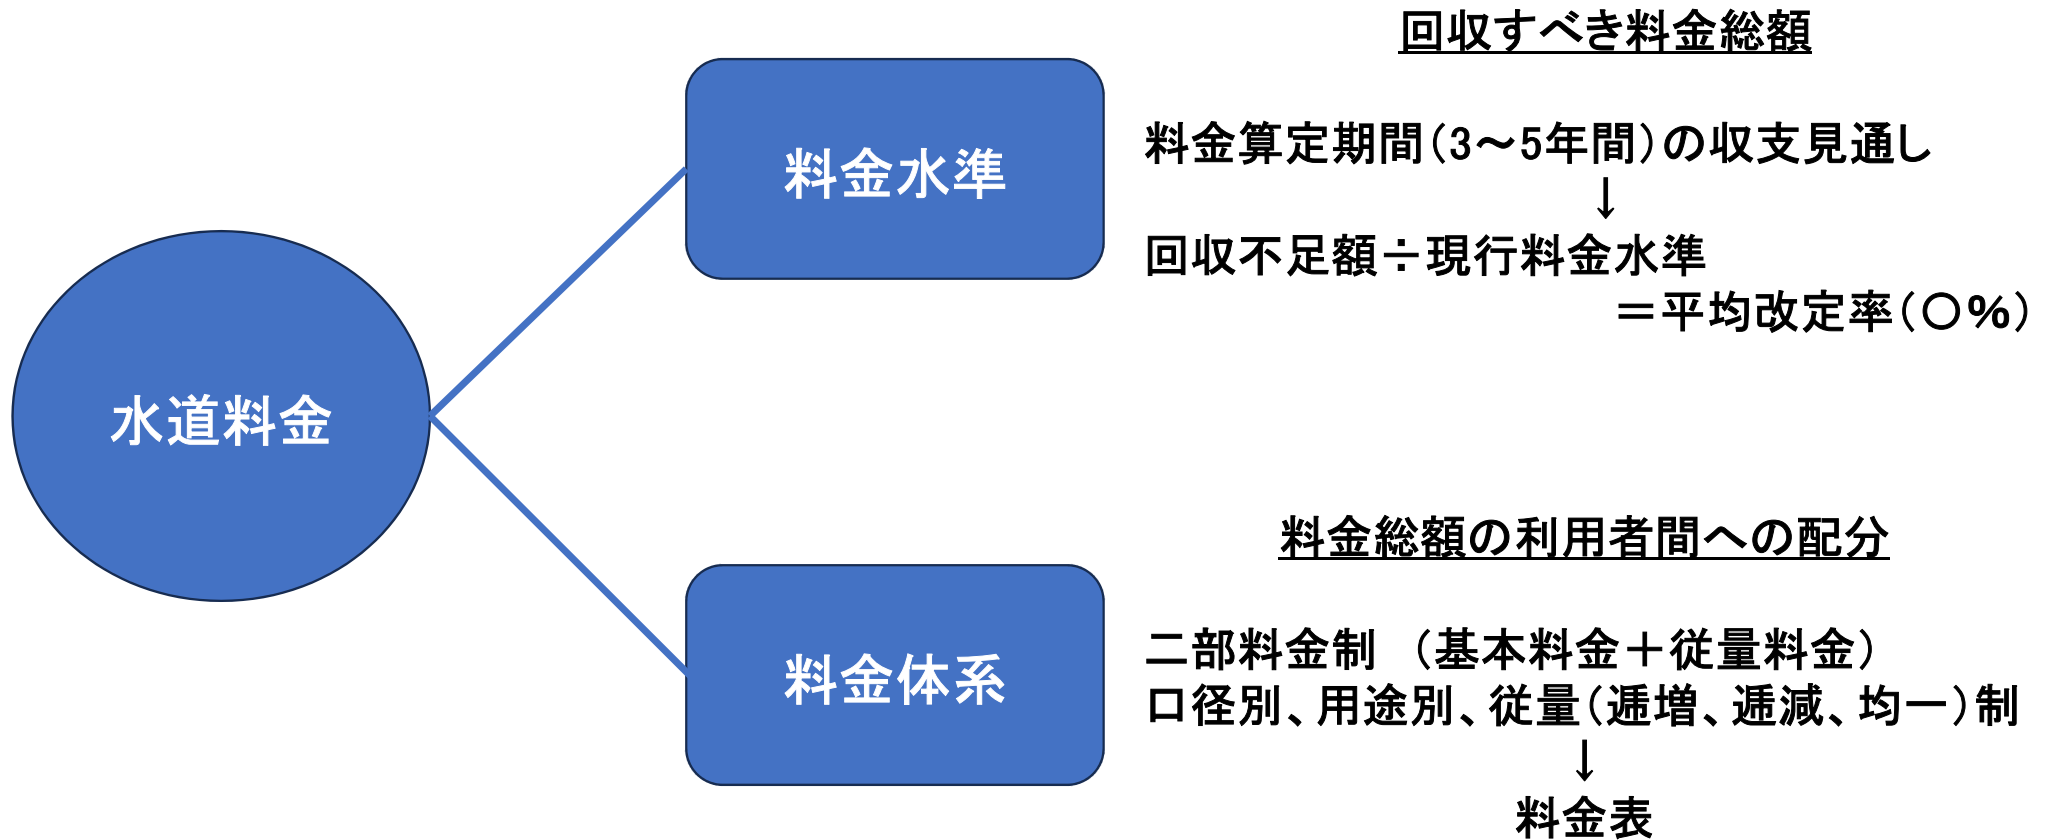 水道料金
料金水準
回収すべき料金総額
料金算定期間（3～5年間）の収支見通し
↓
回収不足額÷現行料金水準
＝平均改定率（〇%）
料金体系
料金総額の利用者間への配分
二部料金制　（基本料金＋従量料金）
口径別、用途別、従量（逓増、逓減、均一）制
↓
料金表